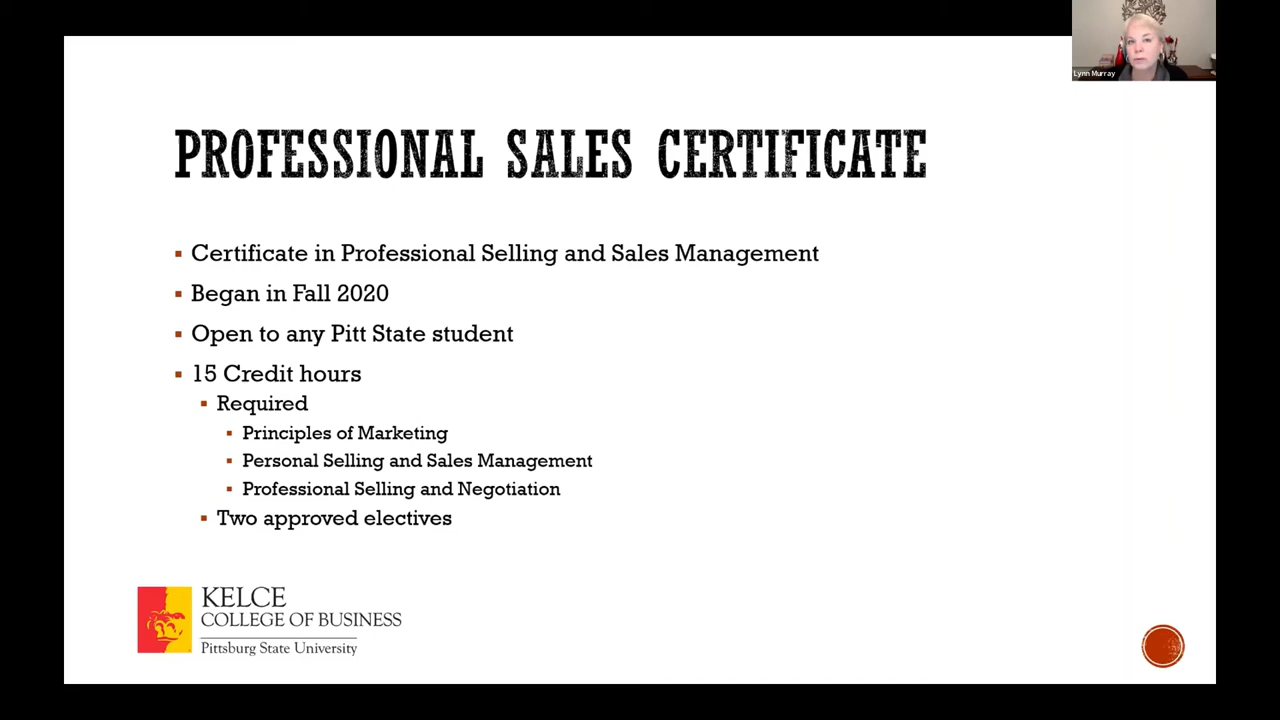 Lynn Murray
PROFESSIONAL SALES CERTIFICATE
Certificate in Professional Selling and Sales Management
Began in Fall 2020
Open to any Pitt State student
15 Credit hours
Required
Principles of Marketing
Personal Selling and Sales Management
Professional Selling and Negotiation
Two approved electives
KELCE
COLLEGE OF BUSINESS
Pittsburg State University